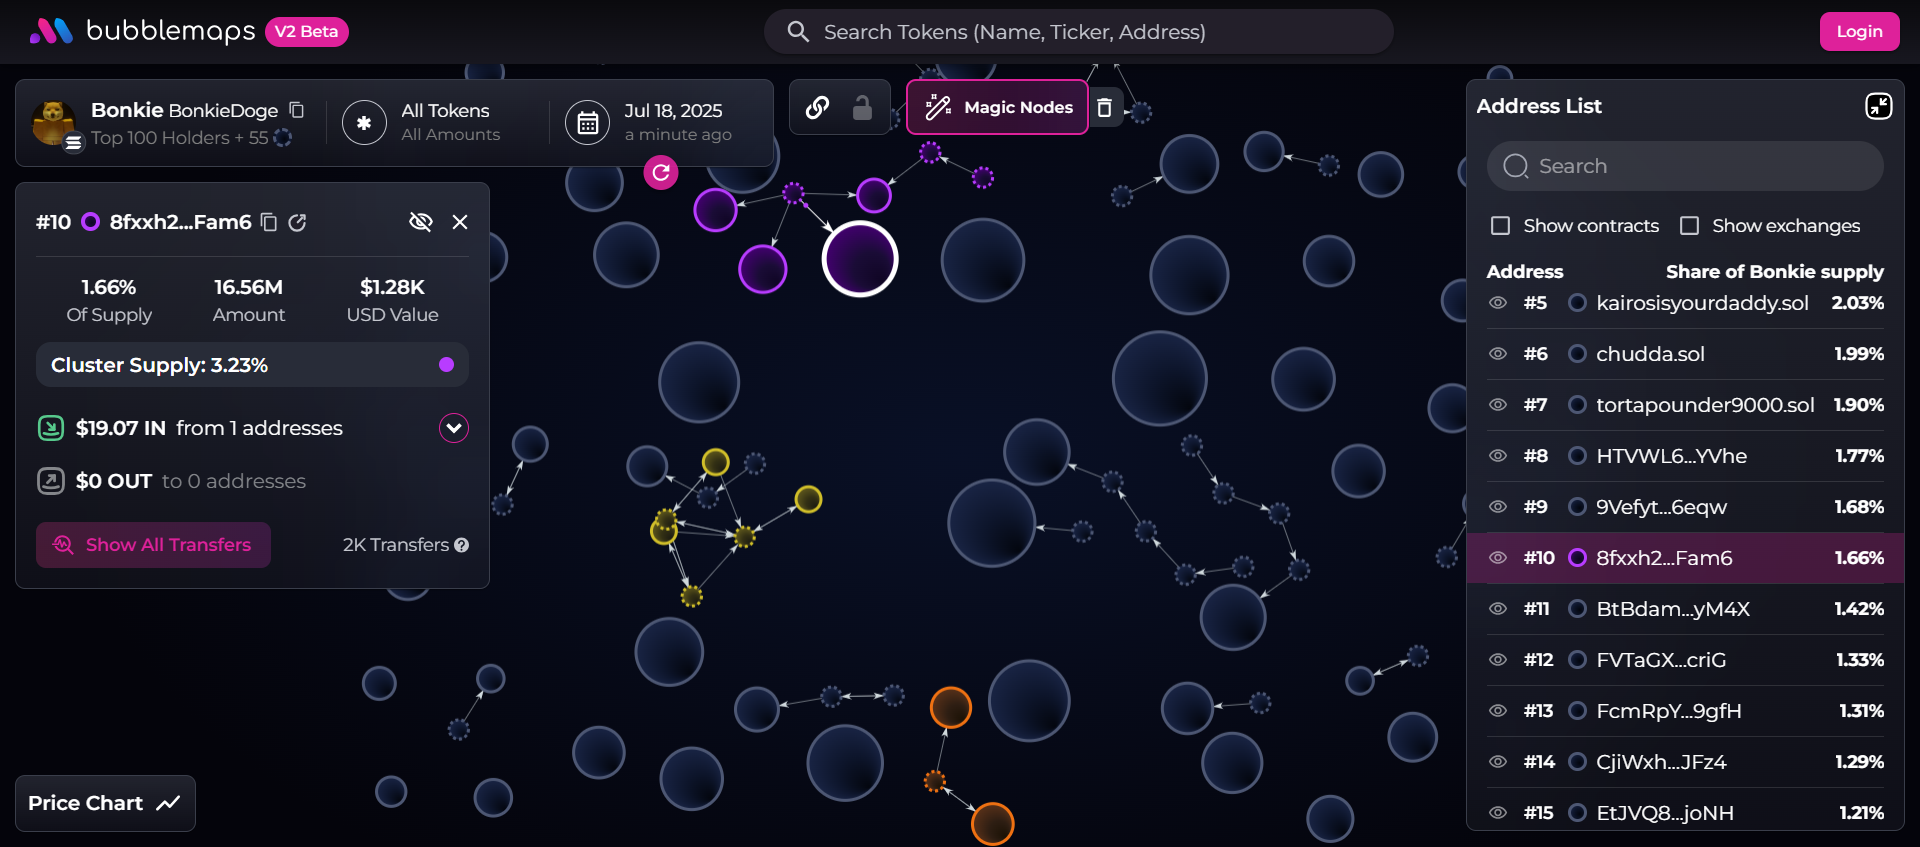 bubblemaps V2 Beta
Search Tokens (Name, Ticker, Address)
Login
Bonkie BonkieDoge
Top 100 Holders + 55
All Tokens
All Amounts
Jul 18, 2025
a minute ago
Magic Nodes
#10 8fxxh2...Fam6
1.66% 16.56M $1.28K
Of Supply Amount USD Value
Cluster Supply: 3.23%
$19.07 IN from 1 addresses
$0 OUT to 0 addresses
Show All Transfers 2K Transfers ?
Price Chart
Address List
Search
Show contracts Show exchanges
Address Share of Bonkie supply
#5 kairosisyourdaddy.sol 2.03%
#6 chudda.sol 1.99%
#7 tortapounder9000.sol 1.90%
#8 HTVWL6...YVhe 1.77%
#9 9Vefyt...6eqw 1.68%
#10 8fxxh2...Fam6 1.66%
#11 BtBdam...yM4X 1.42%
#12 FVTaGX...criG 1.33%
#13 FcmRpY...9gfH 1.31%
#14 CjiWxh...JFz4 1.29%
#15 EtJVQ8...joNH 1.21%